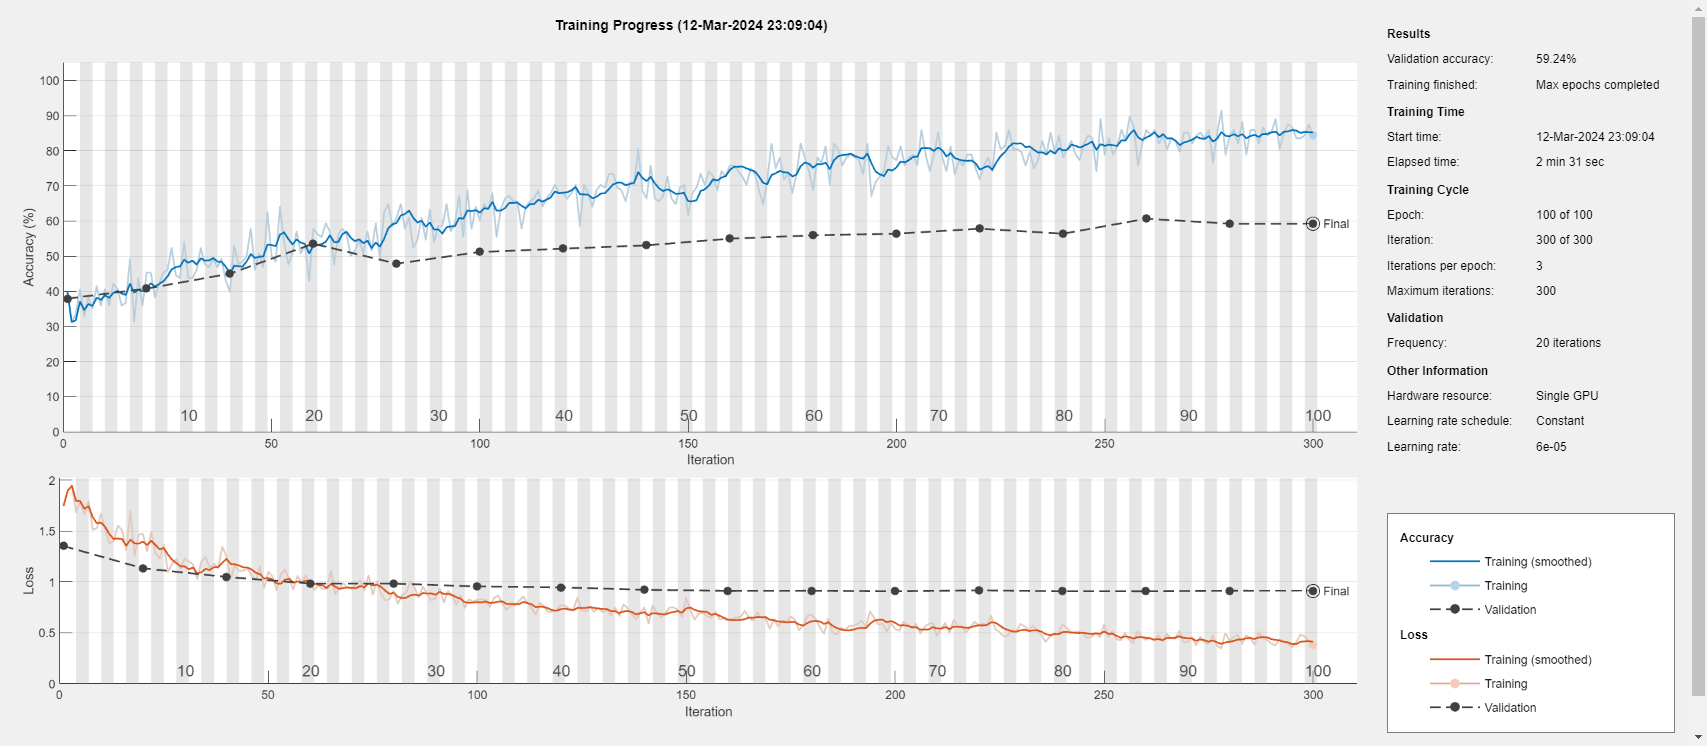 Training Progress (12-Mar-2024 23:09:04)
100
90
80
70
60
50
40
30
20
10
0
Accuracy (%)
Final
10 20 30 40 50 60 70 80 90 100
0 50 100 150 200 250 300
Iteration
2
1.5
1
0.5
0
Loss
Final
10 20 30 40 50 60 70 80 90 100
0 50 100 150 200 250 300
Iteration
Results
Validation accuracy: 59.24%
Training finished: Max epochs completed
Training Time
Start time: 12-Mar-2024 23:09:04
Elapsed time: 2 min 31 sec
Training Cycle
Epoch: 100 of 100
Iteration: 300 of 300
Iterations per epoch: 3
Maximum iterations: 300
Validation
Frequency: 20 iterations
Other Information
Hardware resource: Single GPU
Learning rate schedule: Constant
Learning rate: 6e-05
Accuracy
Training (smoothed)
Training
Validation
Loss
Training (smoothed)
Training
Validation